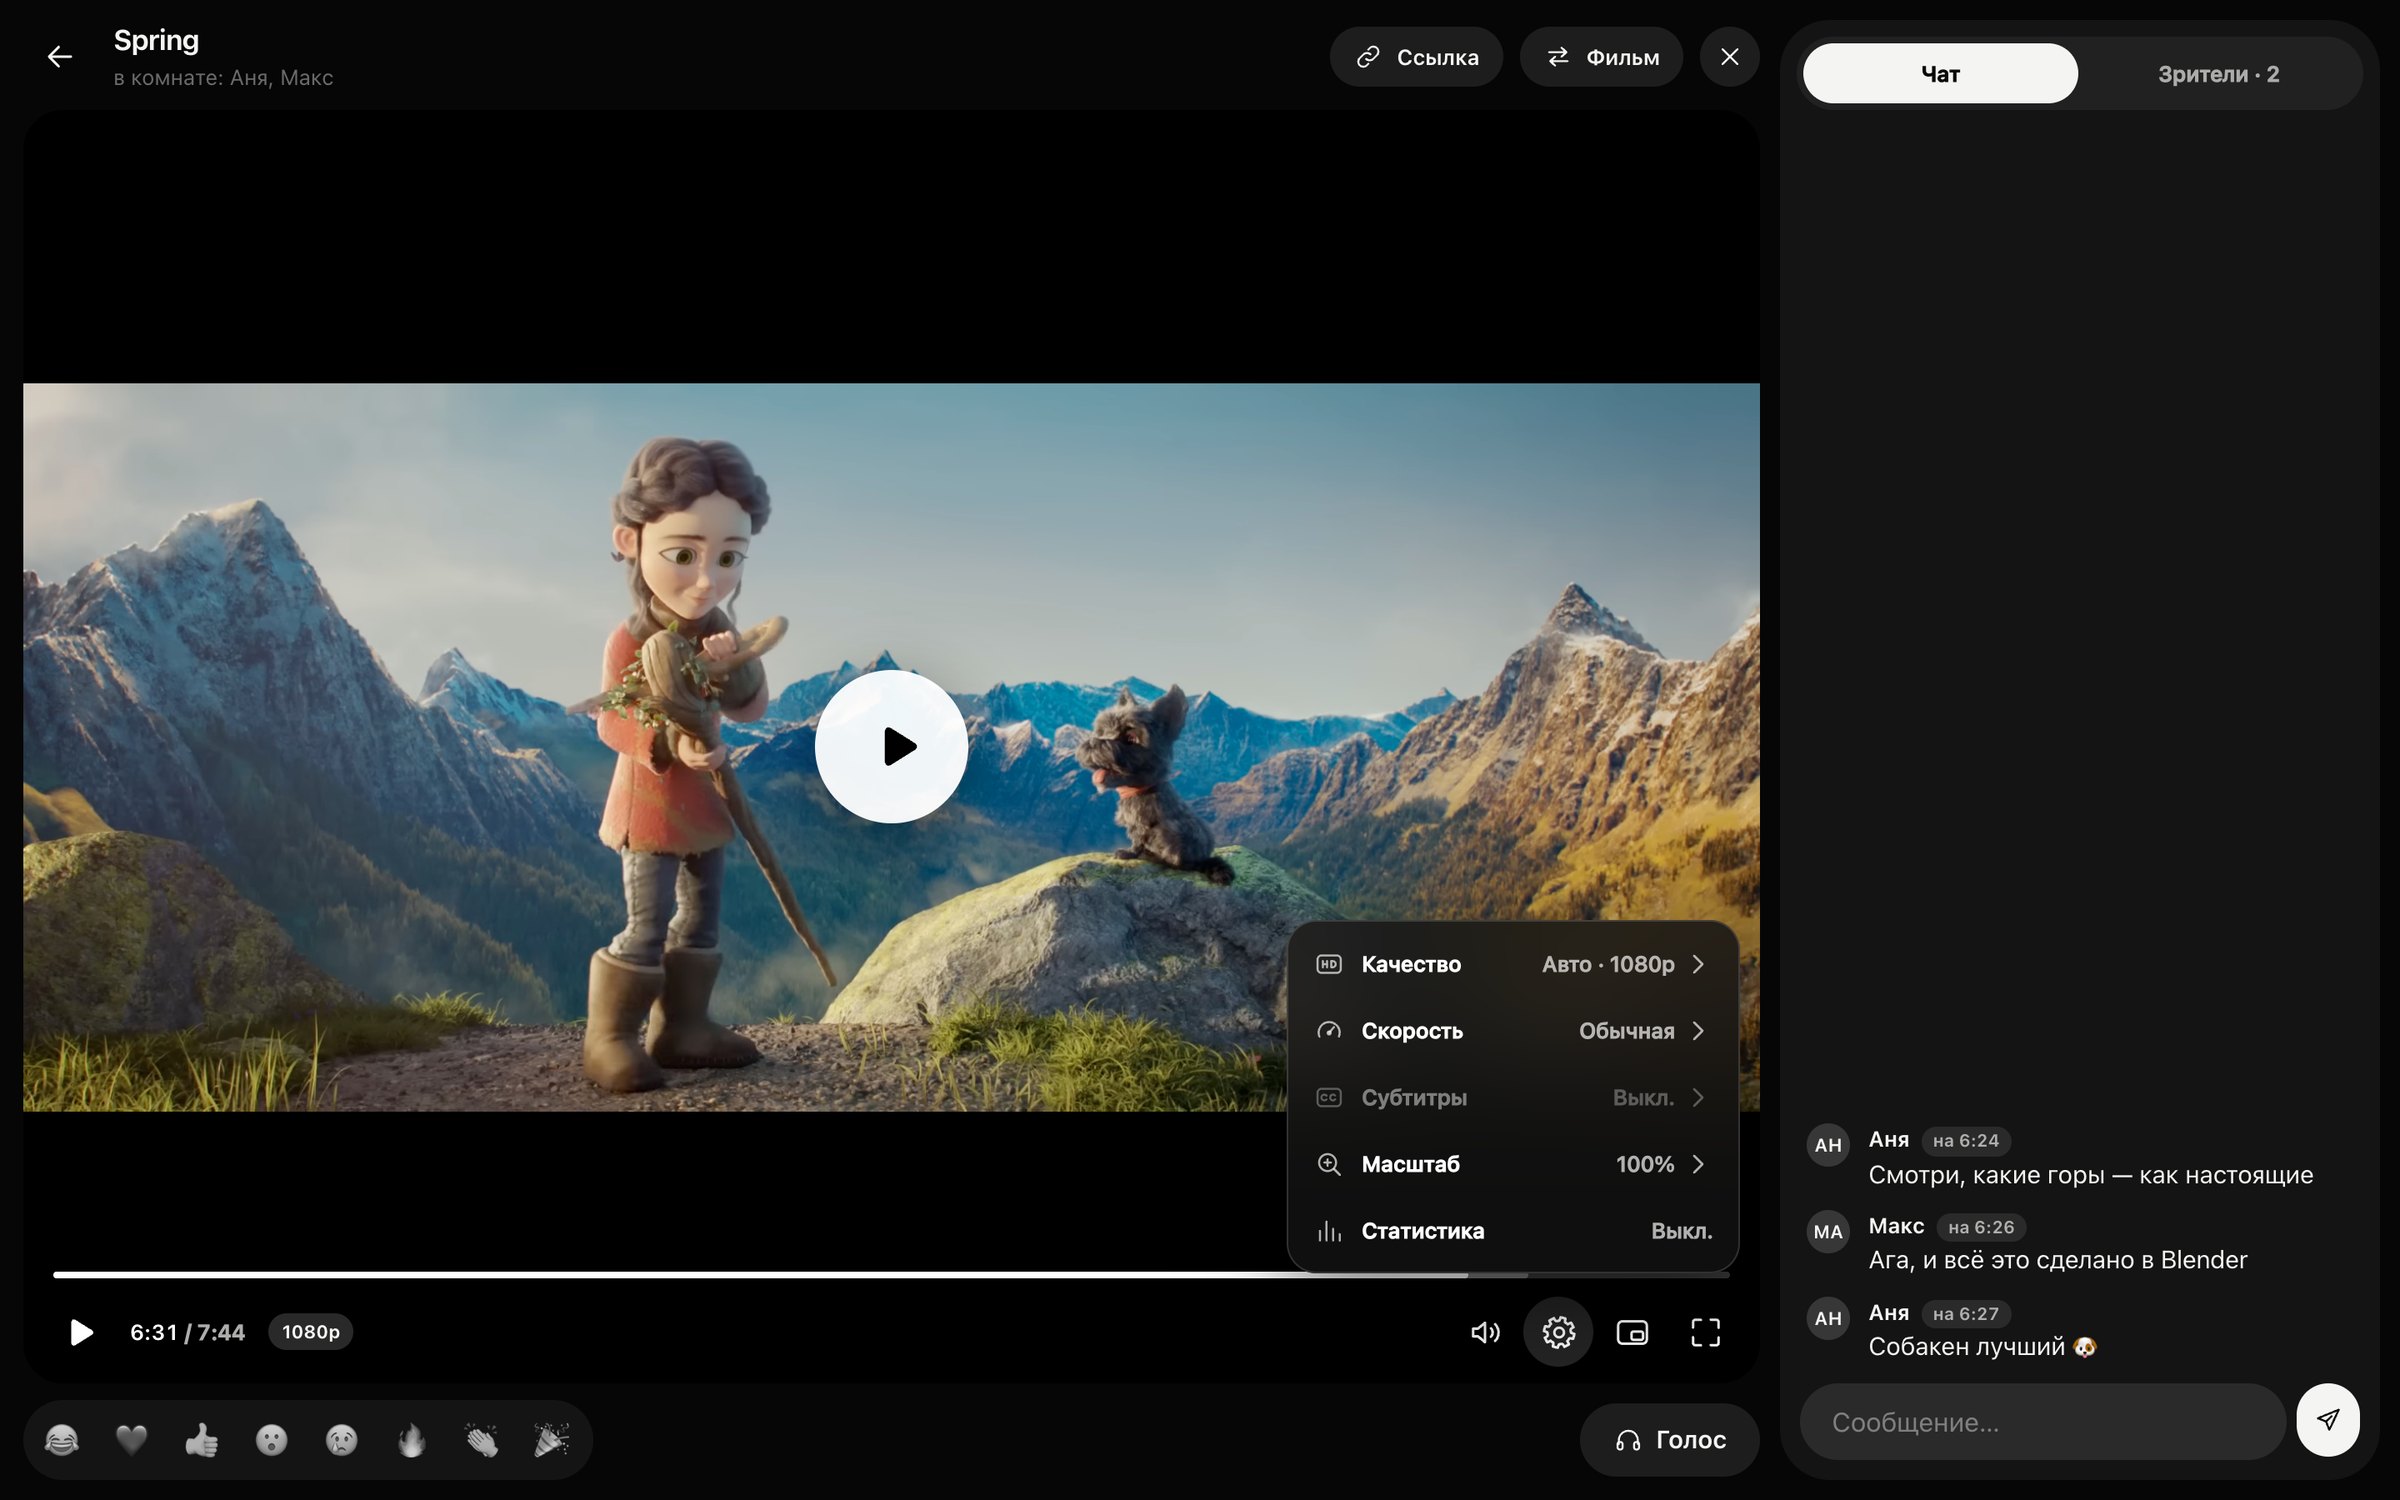 Spring
в комнате: Аня, Макс
Ссылка
Фильм
Чат
Зрители · 2
HD Качество Авто · 1080p
Скорость Обычная
CC Субтитры Выкл.
Масштаб 100%
Статистика Выкл.
6:31 / 7:44 1080p
Голос
АН Аня на 6:24
Смотри, какие горы — как настоящие
МА Макс на 6:26
Ага, и всё это сделано в Blender
АН Аня на 6:27
Собакен лучший 🐶
Сообщение...